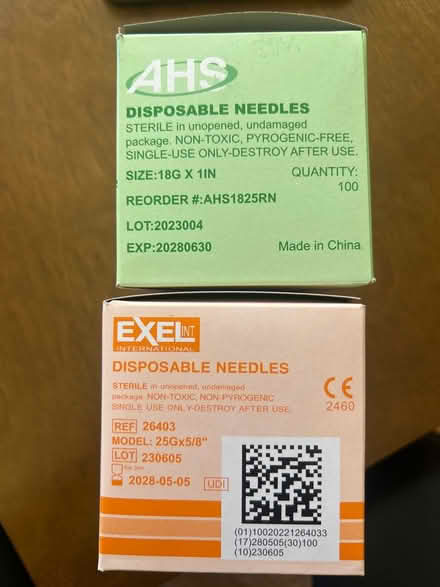 AHS
DISPOSABLE NEEDLES
STERILE in unopened, undamaged
package. NON-TOXIC, PYROGENIC-FREE,
SINGLE-USE ONLY-DESTROY AFTER USE.
SIZE:18G X 1IN
QUANTITY:
100
REORDER #:AHS1825RN
LOT:2023004
EXP:20280630
Made in China
EXELINT
INTERNATIONAL
DISPOSABLE NEEDLES
STERILE in unopened, undamaged
package. NON-TOXIC, NON-PYROGENIC
SINGLE USE ONLY-DESTROY AFTER USE.
CE
2460
REF 26403
MODEL: 25Gx5/8"
LOT 230605
2028-05-05
UDI
(01)10020221264033
(17)280505(30)100
(10)230605